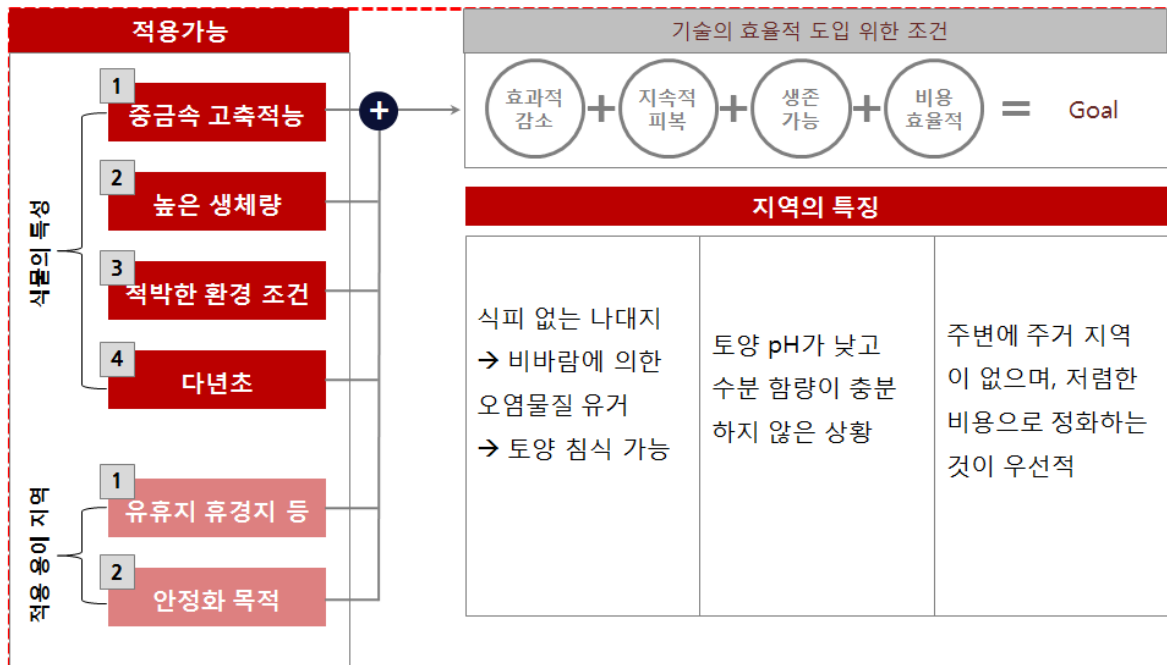 적용가능
식물의 특성
1
중금속 고축적능
2
높은 생체량
3
척박한 환경 조건
4
다년초
적용 용이 지역
1
유휴지 휴경지 등
2
안정화 목적
+
기술의 효율적 도입 위한 조건
효과적
감소
+
지속적
피복
+
생존
가능
+
비용
효율적
=
Goal
지역의 특징
식피 없는 나대지
→ 비바람에 의한
오염물질 유거
→ 토양 침식 가능
토양 pH가 낮고
수분 함량이 충분
하지 않은 상황
주변에 주거 지역
이 없으며, 저렴한
비용으로 정화하는
것이 우선적